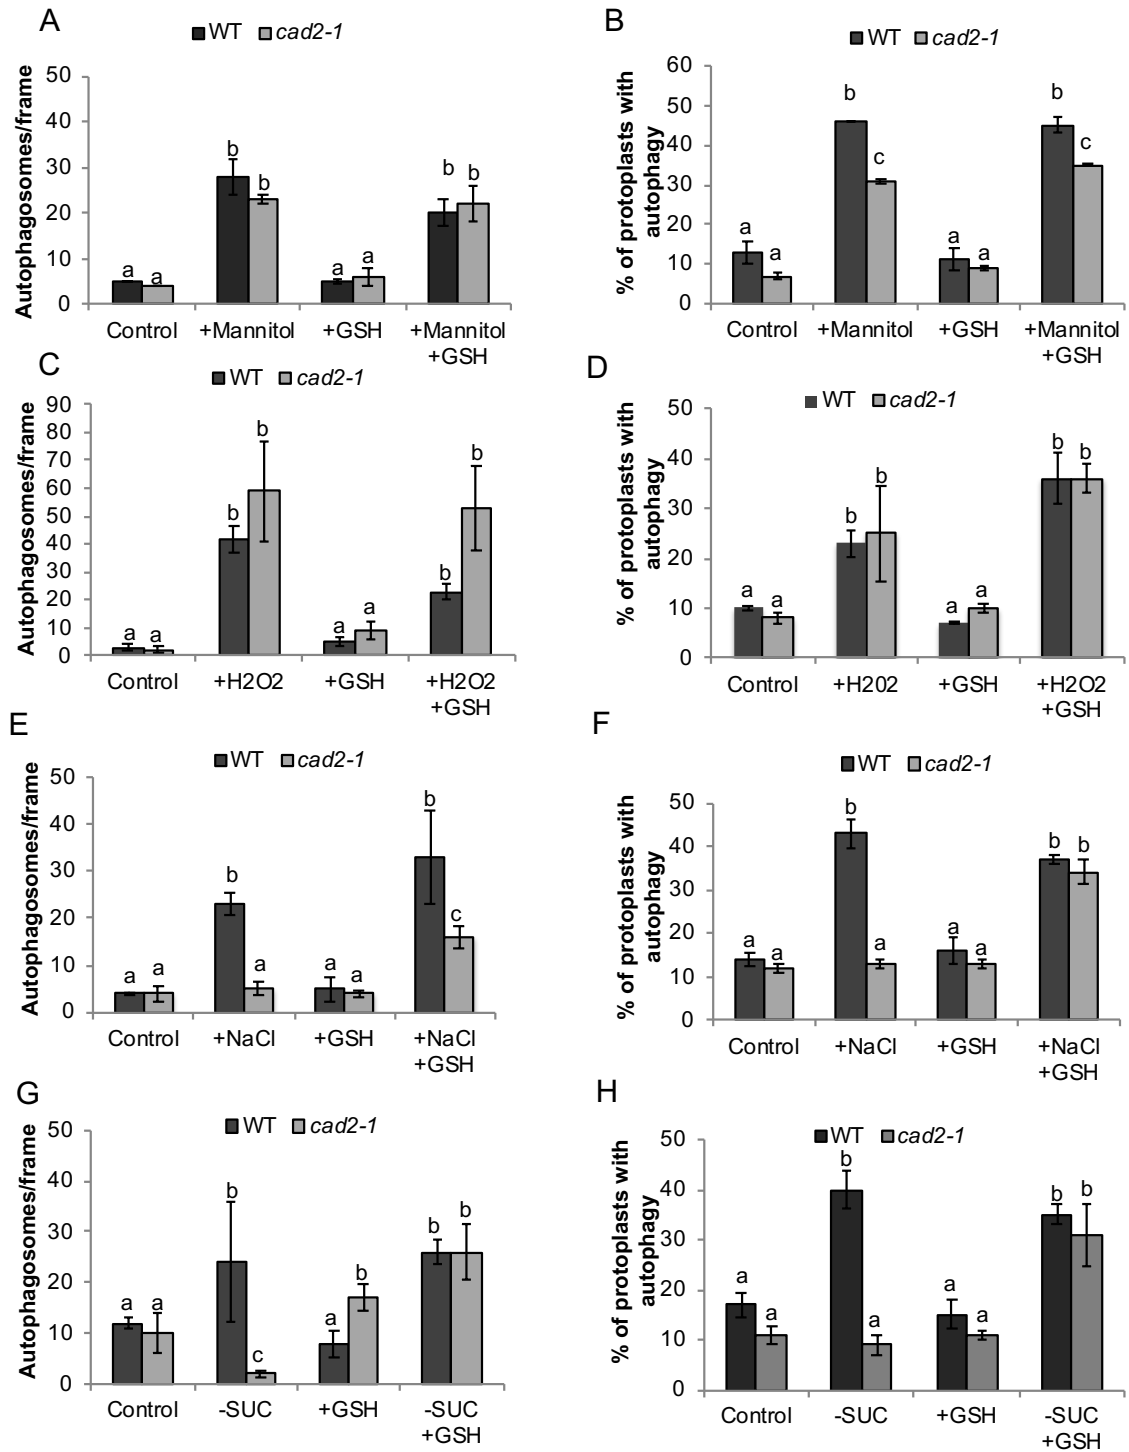 A
WT cad2-1
Autophagosomes/frame
50
40
30
20
10
0
a a b b a a b b
Control +Mannitol +GSH +Mannitol
+GSH
B
WT cad2-1
% of protoplasts with
autophagy
60
50
40
30
20
10
0
a a b c a a b c
Control +Mannitol +GSH +Mannitol
+GSH
C
WT cad2-1
Autophagosomes/frame
90
80
70
60
50
40
30
20
10
0
a a b b a a b b
Control +H2O2 +GSH +H2O2
+GSH
D
WT cad2-1
% of protoplasts with
autophagy
50
40
30
20
10
0
a a b b a a b b
Control +H202 +GSH +H2O2
+GSH
E
WT cad2-1
Autophagosomes/frame
50
40
30
20
10
0
a a b a a a b c
Control +NaCl +GSH +NaCl
+GSH
F
WT cad2-1
% of protoplasts with
autophagy
50
40
30
20
10
0
a a b a a a b b
Control +NaCl +GSH +NaCl
+GSH
G
WT cad2-1
Autophagosomes/frame
50
40
30
20
10
0
a a b c a b b b
Control -SUC +GSH -SUC
+GSH
H
WT cad2-1
% of protoplasts with
autophagy
50
40
30
20
10
0
a a b a a a b b
Control -SUC +GSH -SUC
+GSH